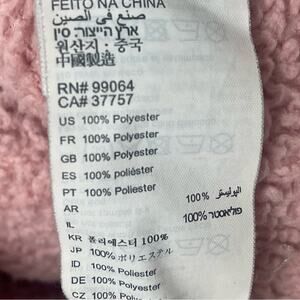 FEITO NA CHINA
صنع في الصين
ארץ הייצור: סין
원산지: 중국
中國製造
RN# 99064
CA# 37757
US 100% Polyester
FR 100% Polyester
GB 100% Polyester
ES 100% poliéster
PT 100% Polyester
AR 100% البوليستر
IL 100% פוליאסטר
KR 폴리에스터 100%
JP 100% ポリエステル
ID 100% Poliester
DE 100% Polyester
CZ 100% Polyester